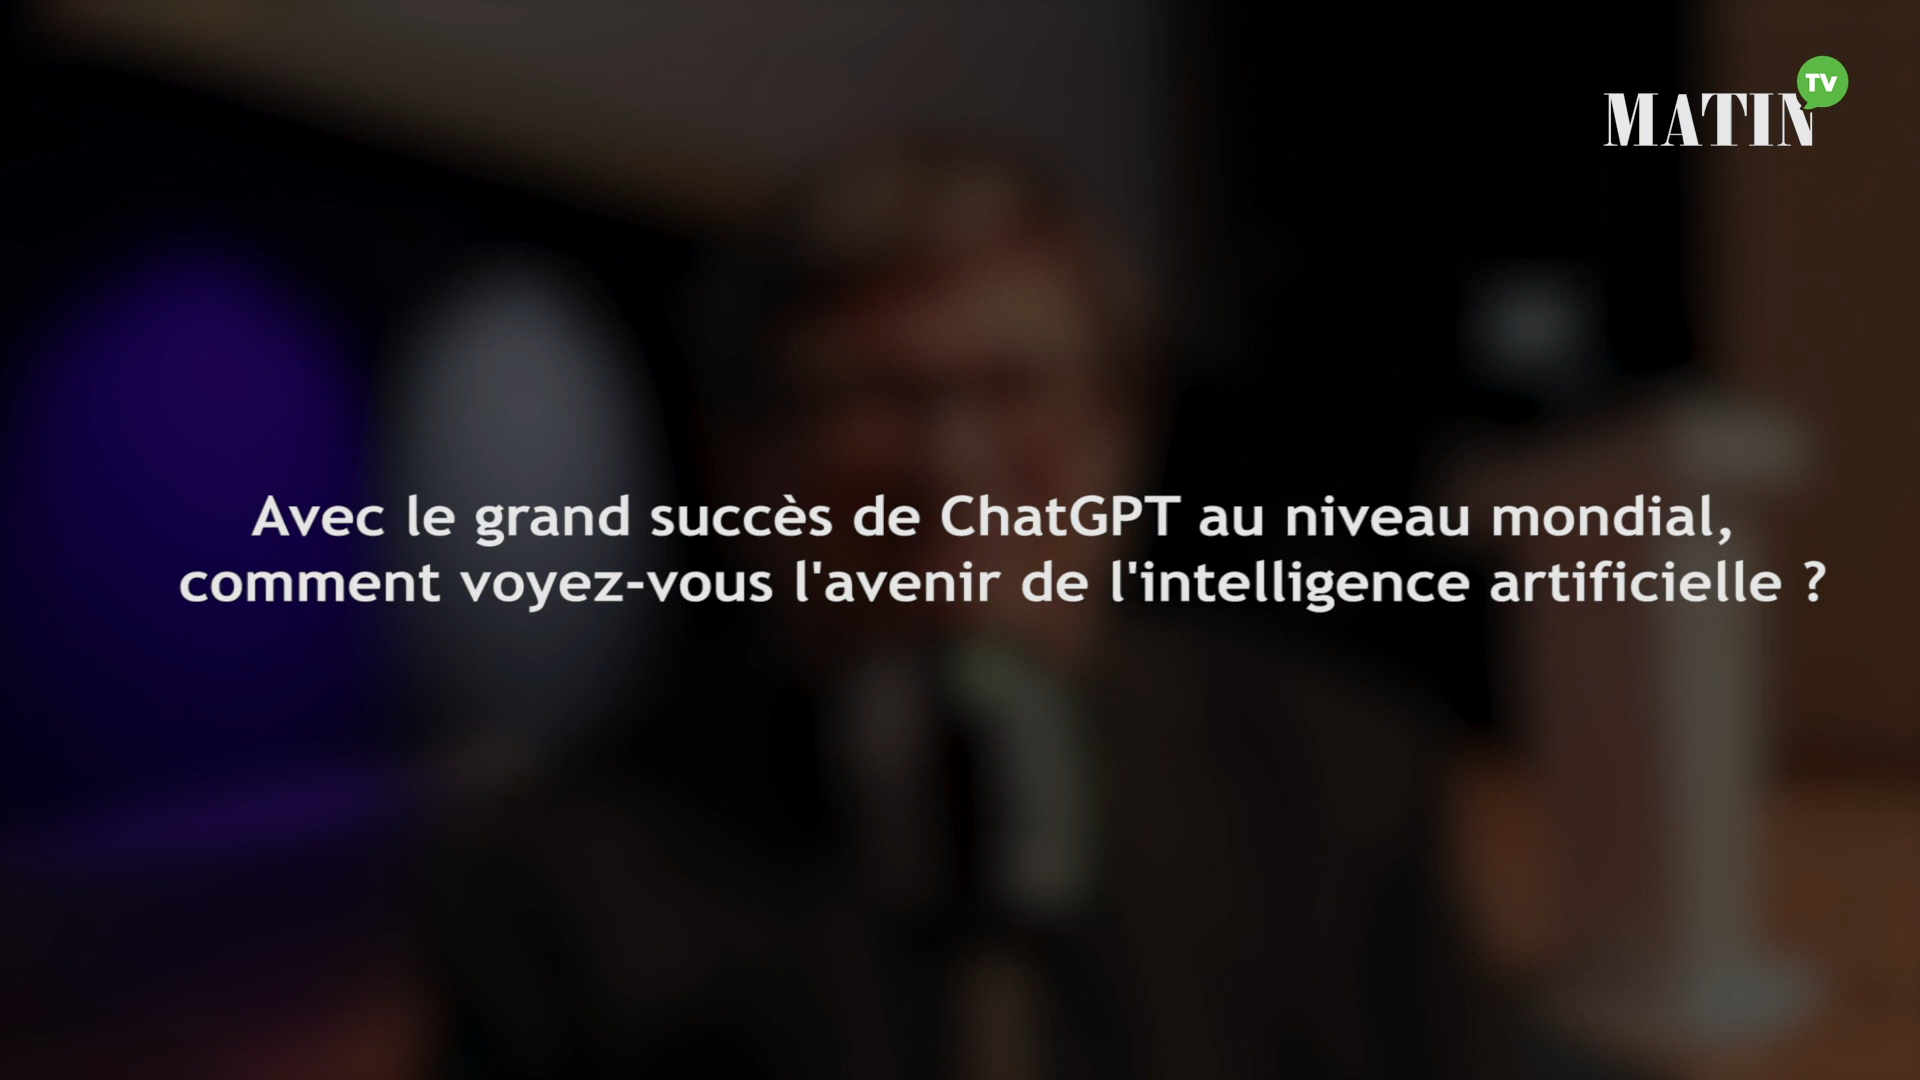 TV
MATIN
Avec le grand succès de ChatGPT au niveau mondial,
comment voyez-vous l'avenir de l'intelligence artificielle ?